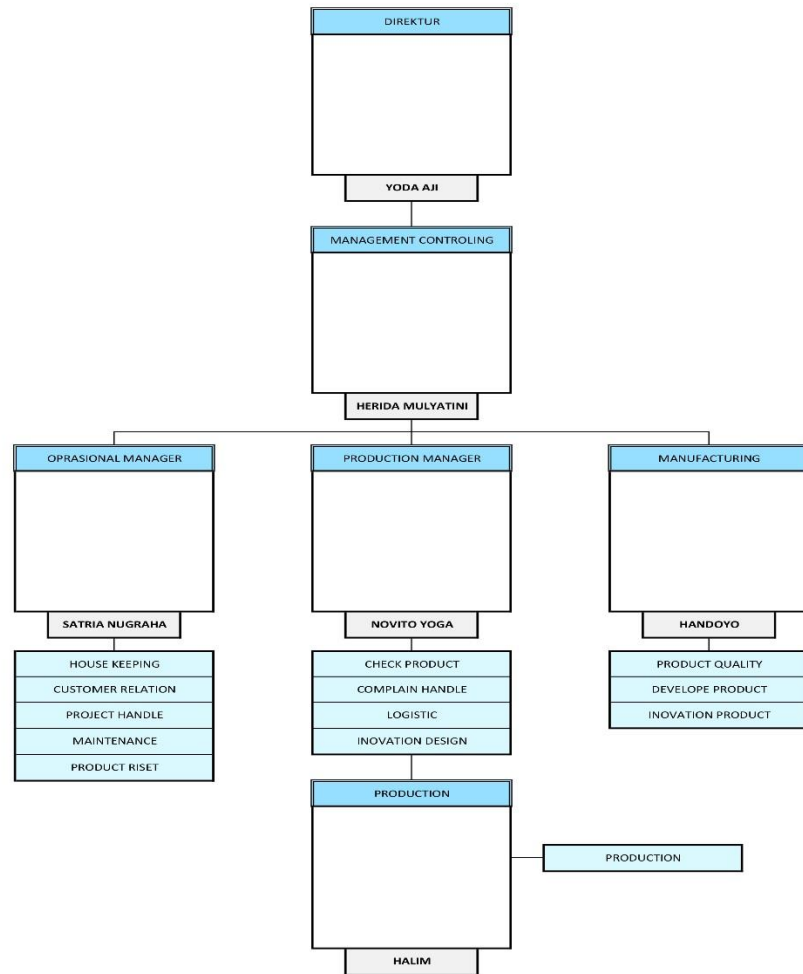 DIREKTUR
YODA AJI
MANAGEMENT CONTROLING
HERIDA MULYATINI
OPRASIONAL MANAGER
SATRIA NUGRAHA
HOUSE KEEPING
CUSTOMER RELATION
PROJECT HANDLE
MAINTENANCE
PRODUCT RISET
PRODUCTION MANAGER
NOVITO YOGA
CHECK PRODUCT
COMPLAIN HANDLE
LOGISTIC
INOVATION DESIGN
MANUFACTURING
HANDOYO
PRODUCT QUALITY
DEVELOPE PRODUCT
INOVATION PRODUCT
PRODUCTION
HALIM
PRODUCTION